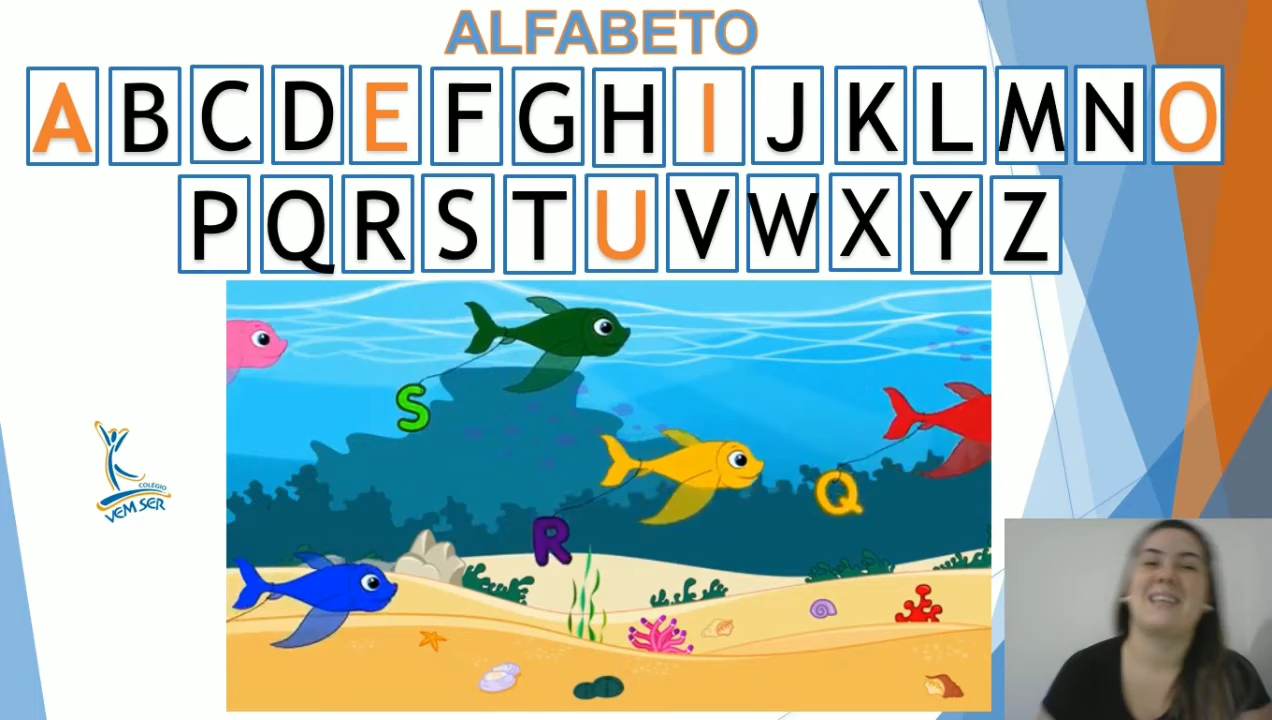 ALFABETO
A B C D E F G H I J K L M N O
P Q R S T U V W X Y Z
S
Q
R
COLÉGIO
VEM SER